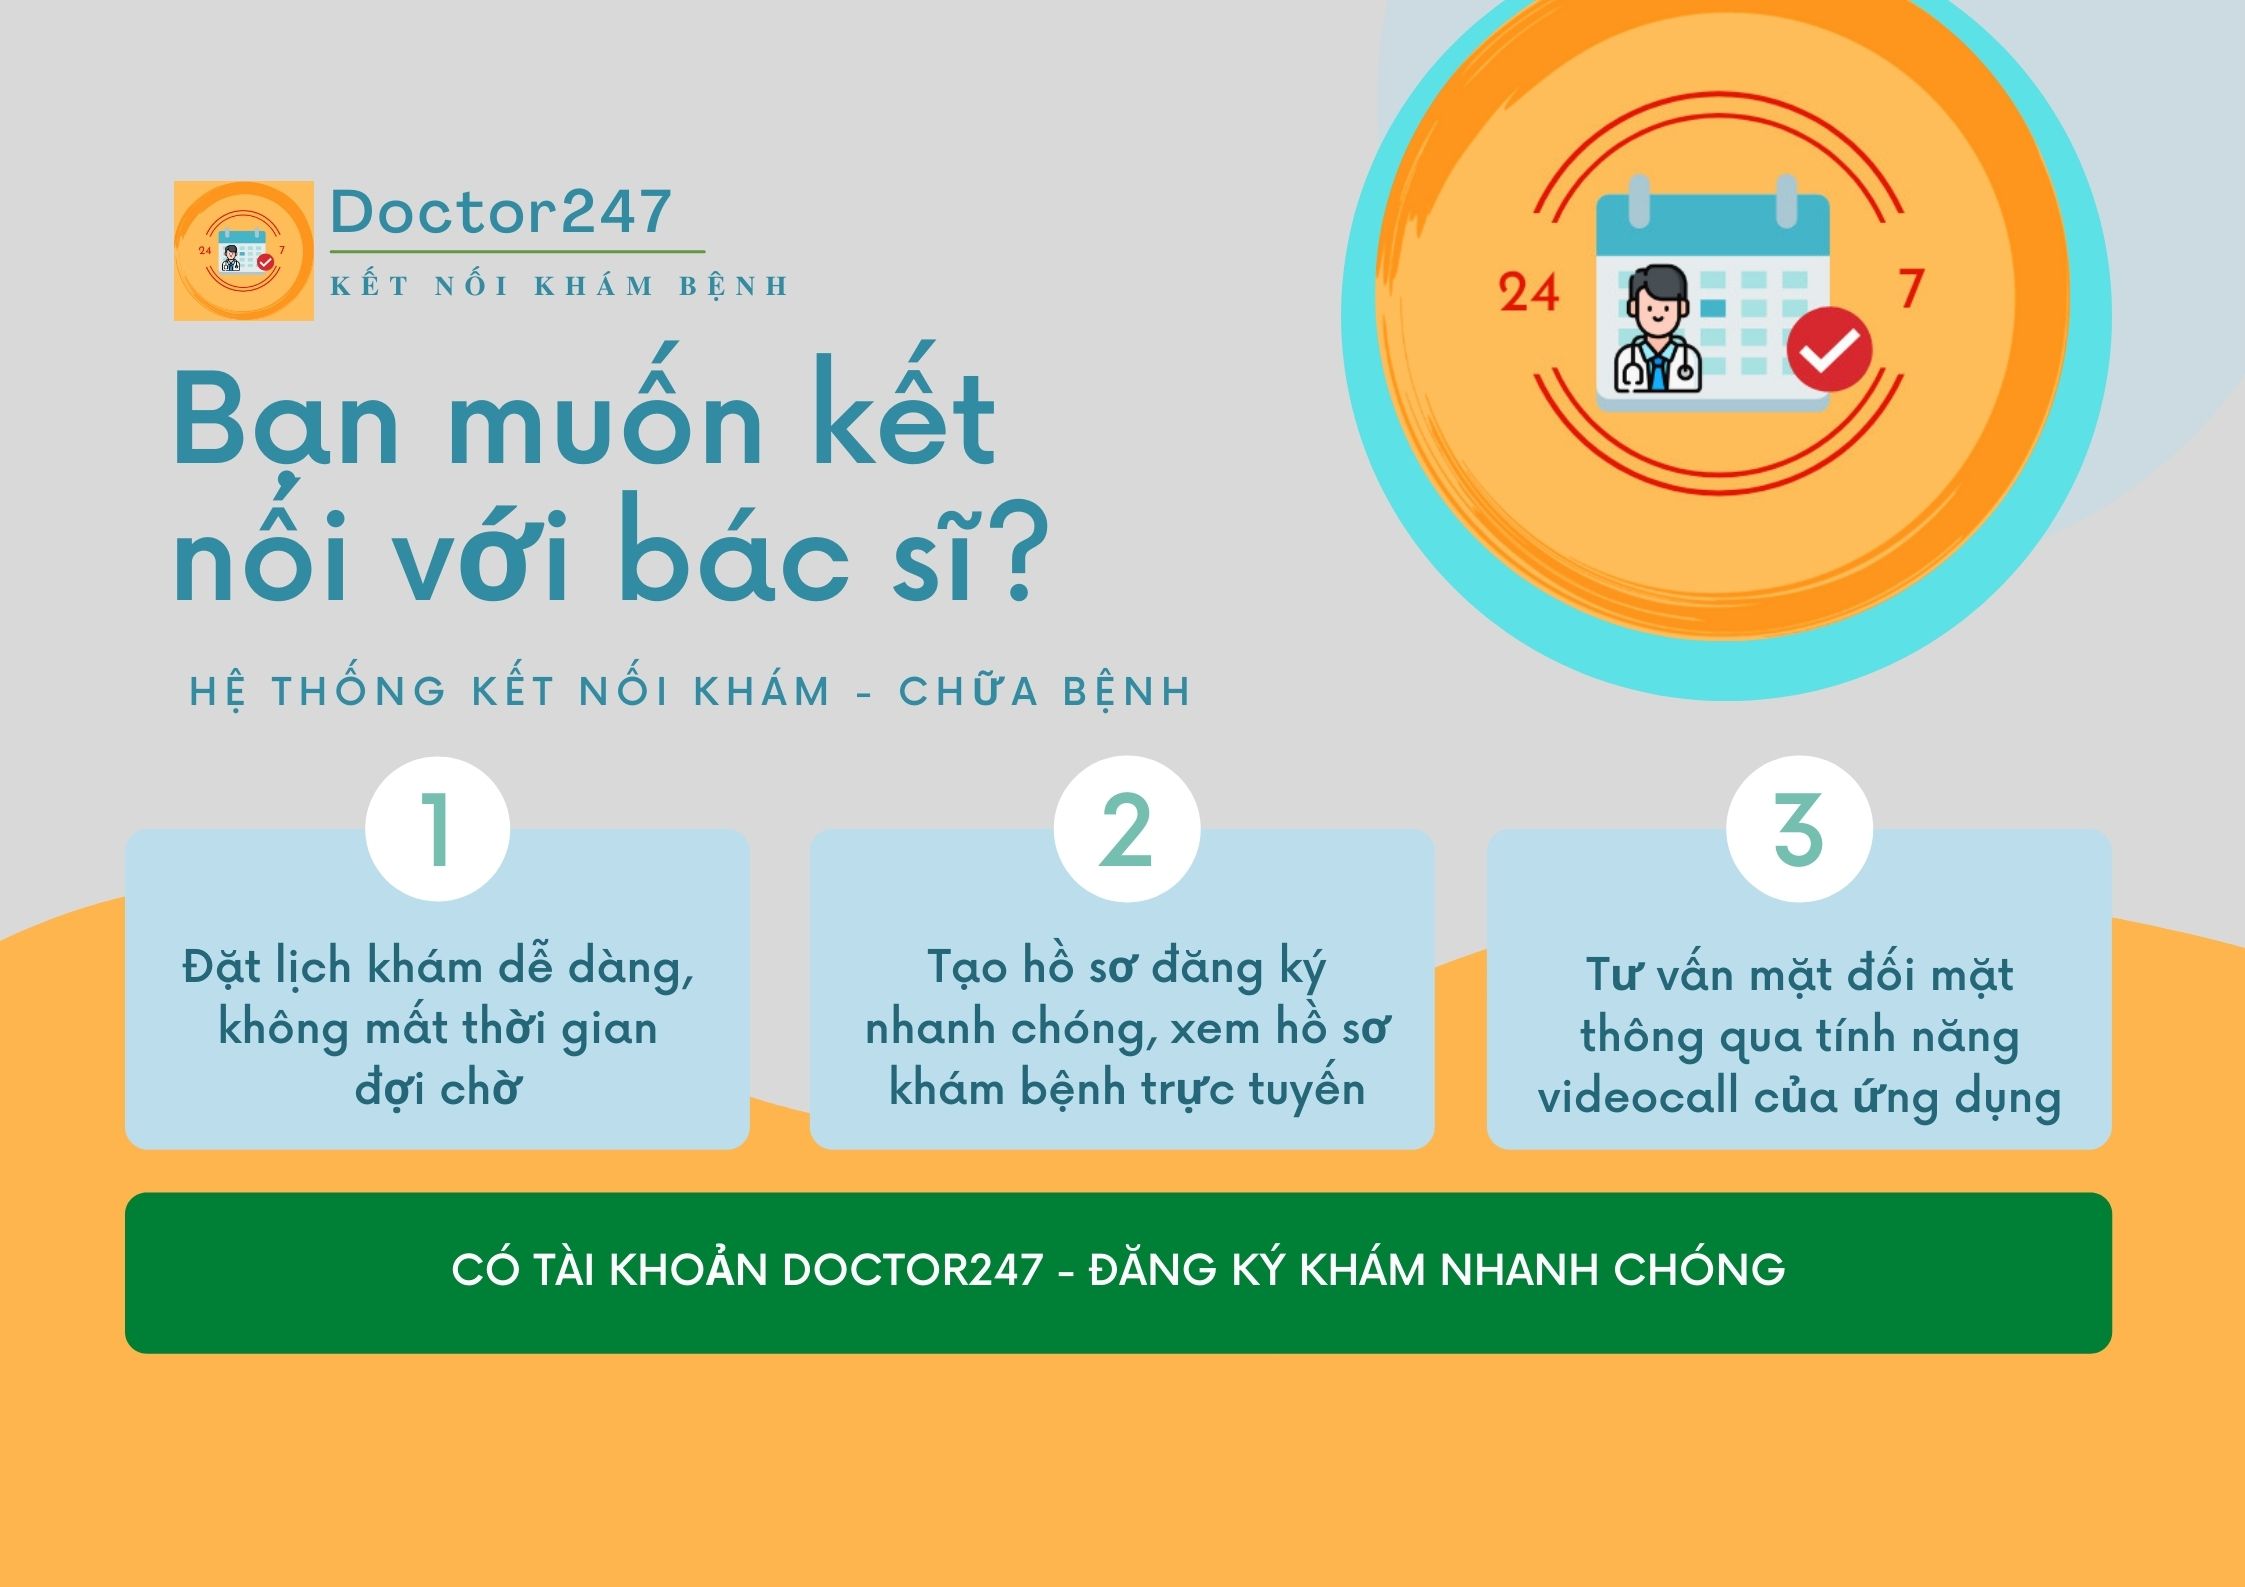 Doctor247
KẾT NỐI KHÁM BỆNH
24
7
24
7
Bạn muốn kết
nối với bác sĩ?
HỆ THỐNG KẾT NỐI KHÁM - CHỮA BỆNH
1
Đặt lịch khám dễ dàng,
không mất thời gian
đợi chờ
2
Tạo hồ sơ đăng ký
nhanh chóng, xem hồ sơ
khám bệnh trực tuyến
3
Tư vấn mặt đối mặt
thông qua tính năng
videocall của ứng dụng
CÓ TÀI KHOẢN DOCTOR247 - ĐĂNG KÝ KHÁM NHANH CHÓNG